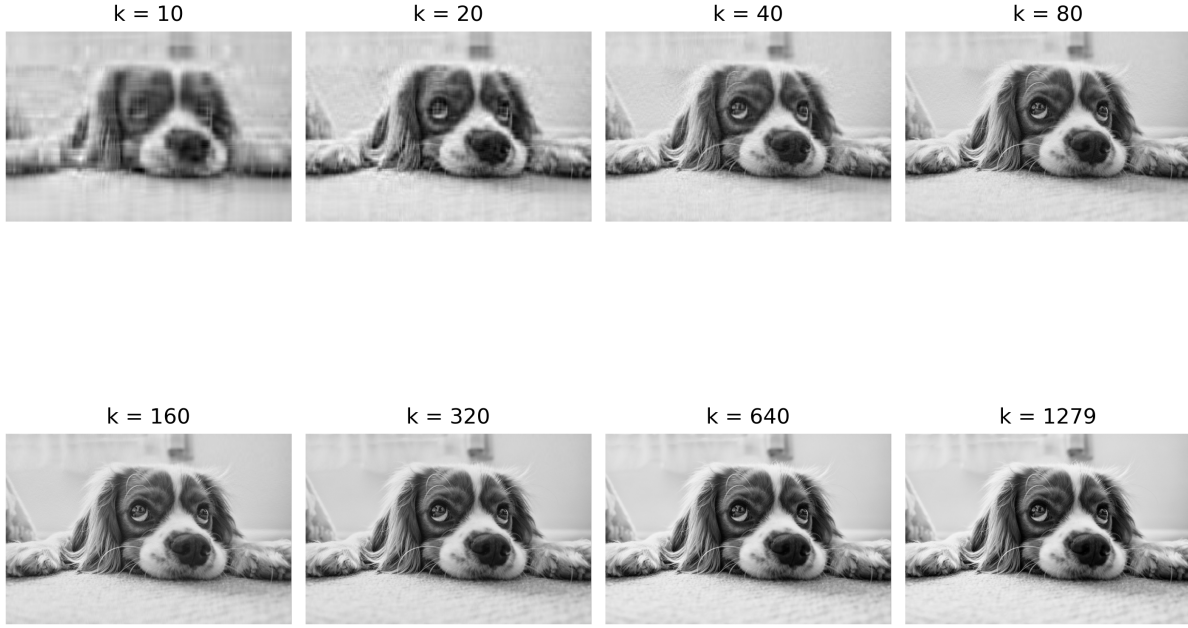 k = 10
k = 20
k = 40
k = 80
k = 160
k = 320
k = 640
k = 1279